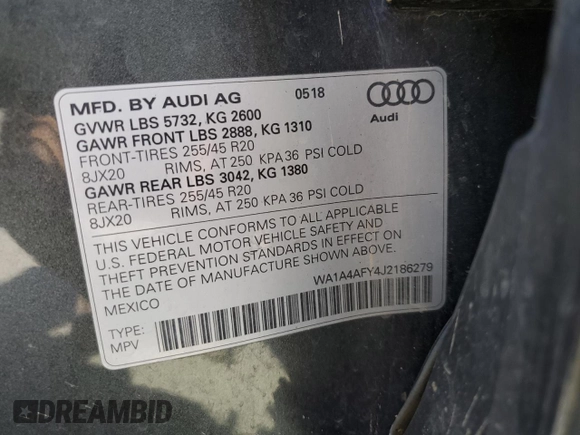 MFD. BY AUDI AG 0518
GVWR LBS 5732, KG 2600
GAWR FRONT LBS 2888, KG 1310
FRONT-TIRES 255/45 R20
8JX20 RIMS, AT 250 KPA 36 PSI COLD
GAWR REAR LBS 3042, KG 1380
REAR-TIRES 255/45 R20
8JX20 RIMS, AT 250 KPA 36 PSI COLD
Audi
THIS VEHICLE CONFORMS TO ALL APPLICABLE
U.S. FEDERAL MOTOR VEHICLE SAFETY AND
THEFT PREVENTION STANDARDS IN EFFECT ON
THE DATE OF MANUFACTURE SHOWN ABOVE.
MEXICO
WA1A4AFY4J2186279
TYPE:
MPV
DREAMBID